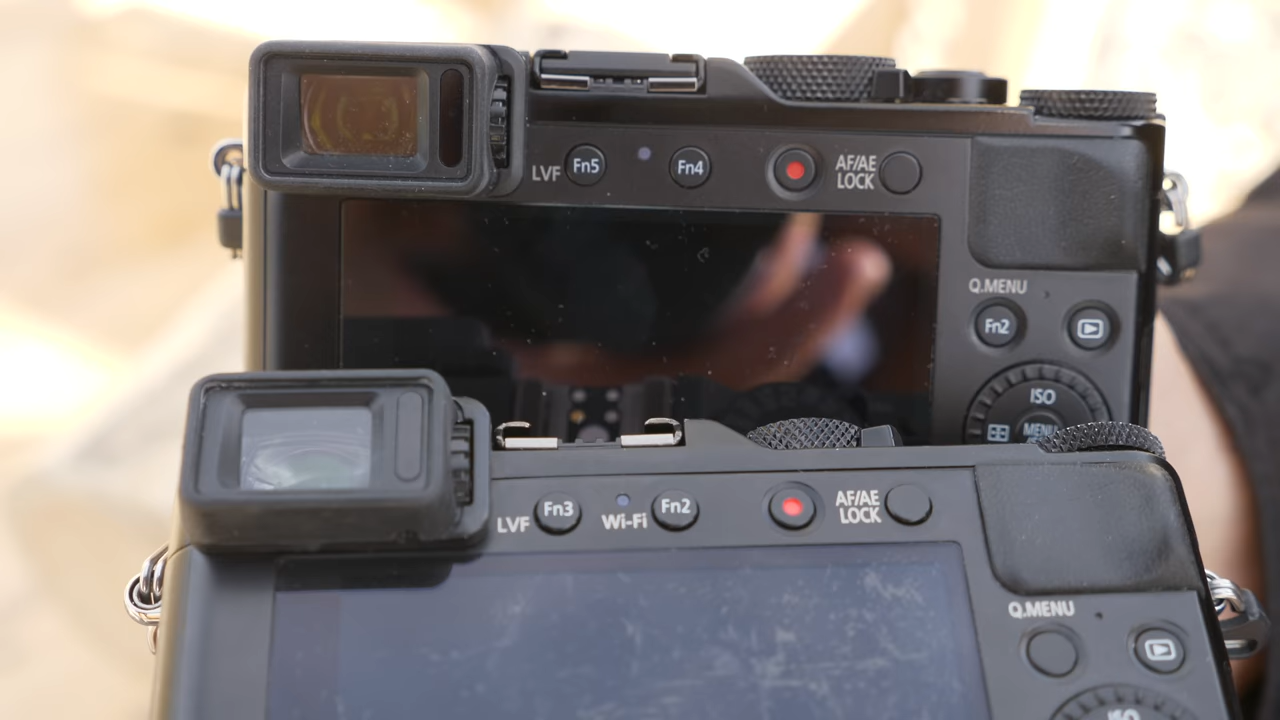 LVF Fn5 Fn4 AF/AE
LOCK
Q.MENU
Fn2
ISO
MENU
LVF Fn3 Wi-Fi Fn2 AF/AE
LOCK
Q.MENU
ISO